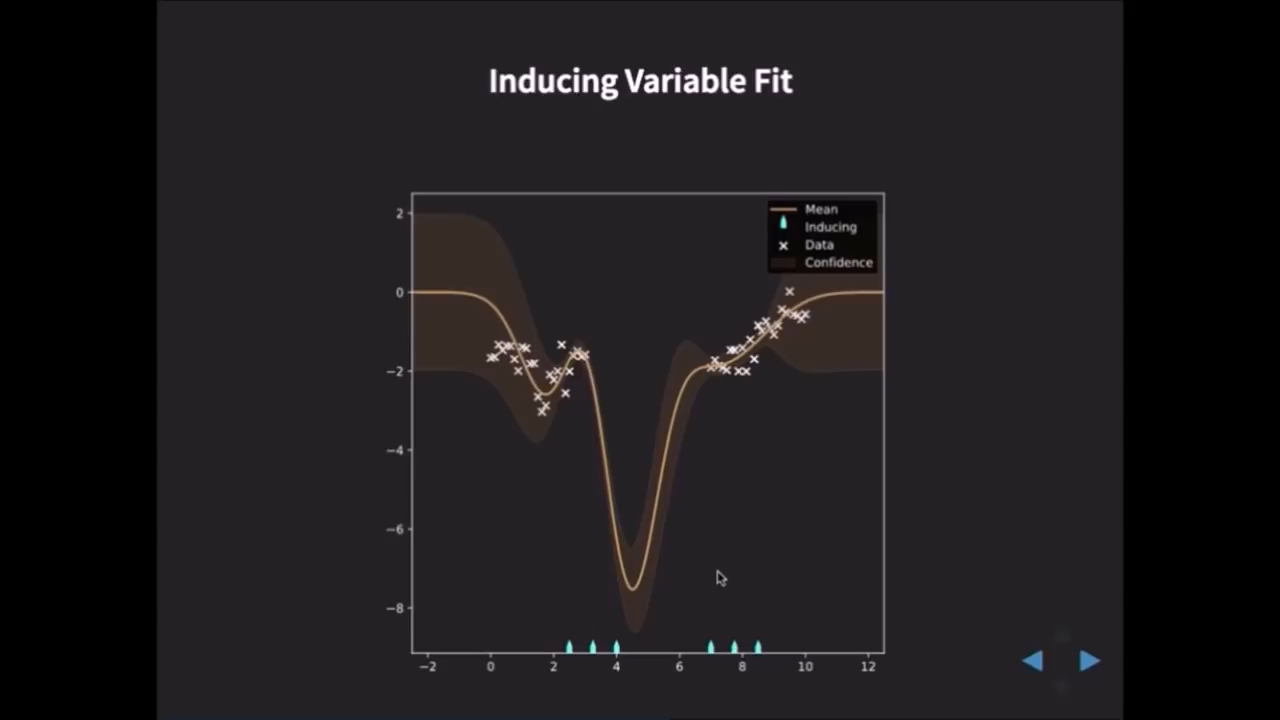 Inducing Variable Fit
Mean
Inducing
Data
Confidence
2
0
−2
−4
−6
−8
−2 0 2 4 6 8 10 12